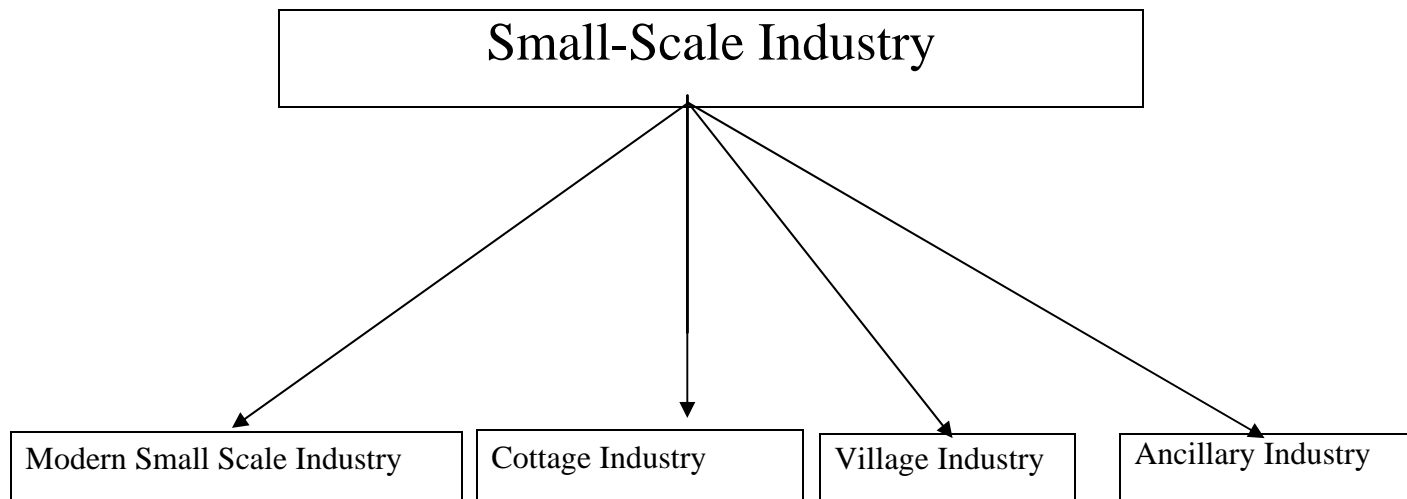 Small-Scale Industry
Modern Small Scale Industry
Cottage Industry
Village Industry
Ancillary Industry